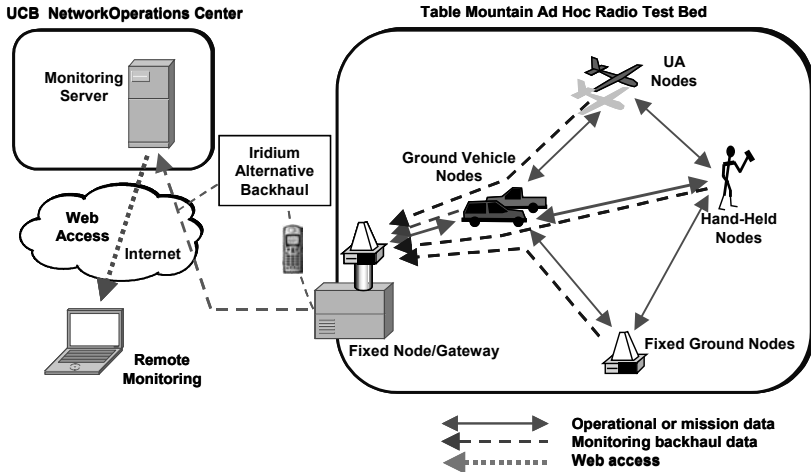 UCB NetworkOperations Center
Table Mountain Ad Hoc Radio Test Bed
Monitoring
Server
UA
Nodes
Iridium
Alternative
Backhaul
Ground Vehicle
Nodes
Web
Access
Internet
Hand-Held
Nodes
Fixed Node/Gateway
Fixed Ground Nodes
Remote
Monitoring
Operational or mission data
Monitoring backhaul data
Web access